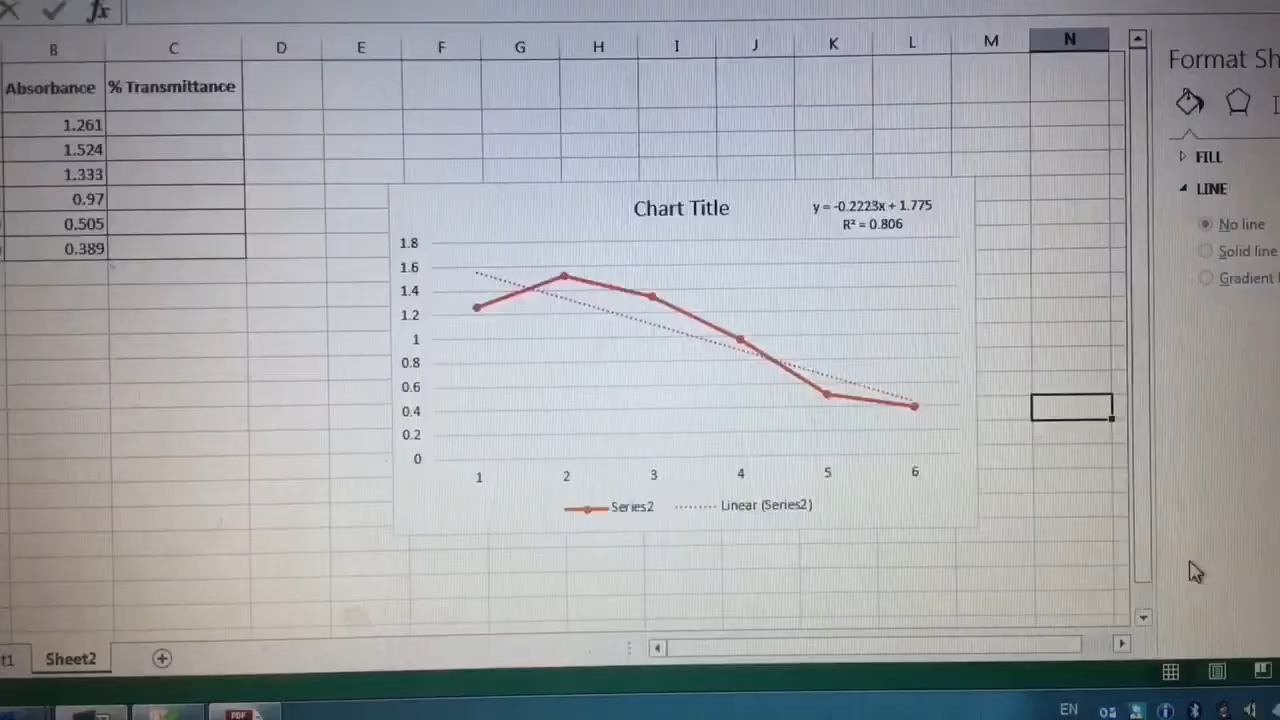 fx
B C D E F G H I J K L M N
Absorbance % Transmittance
1.261
1.524
1.333
0.97
0.505
0.389
Chart Title
y = -0.2223x + 1.775
R² = 0.806
1.8
1.6
1.4
1.2
1
0.8
0.6
0.4
0.2
0
1 2 3 4 5 6
Series2 Linear (Series2)
Format Sh
FILL
LINE
No line
Solid line
Gradient
t1 Sheet2
PDF
EN